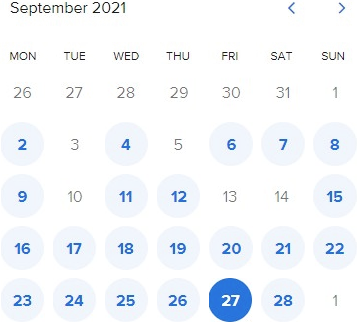 September 2021
MON TUE WED THU FRI SAT SUN
26 27 28 29 30 31 1
2 3 4 5 6 7 8
9 10 11 12 13 14 15
16 17 18 19 20 21 22
23 24 25 26 27 28 1